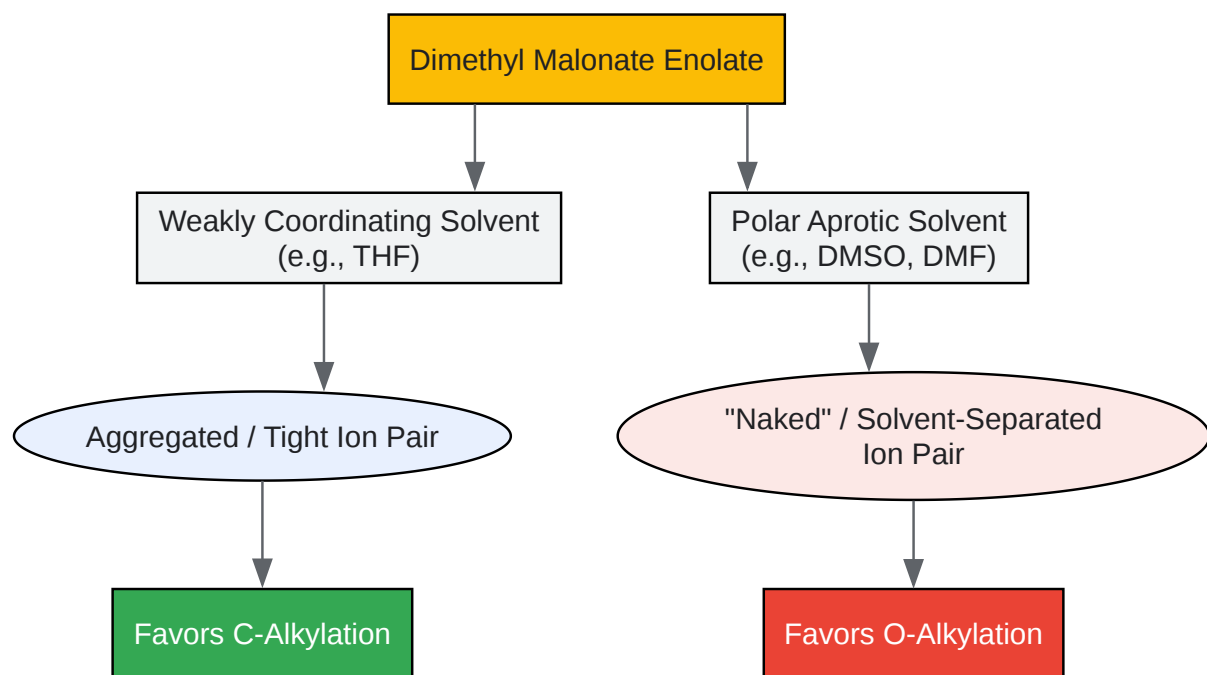 Dimethyl Malonate Enolate
Weakly Coordinating Solvent
(e.g., THF)
Polar Aprotic Solvent
(e.g., DMSO, DMF)
Aggregated / Tight Ion Pair
"Naked" / Solvent-Separated
Ion Pair
Favors C-Alkylation
Favors O-Alkylation